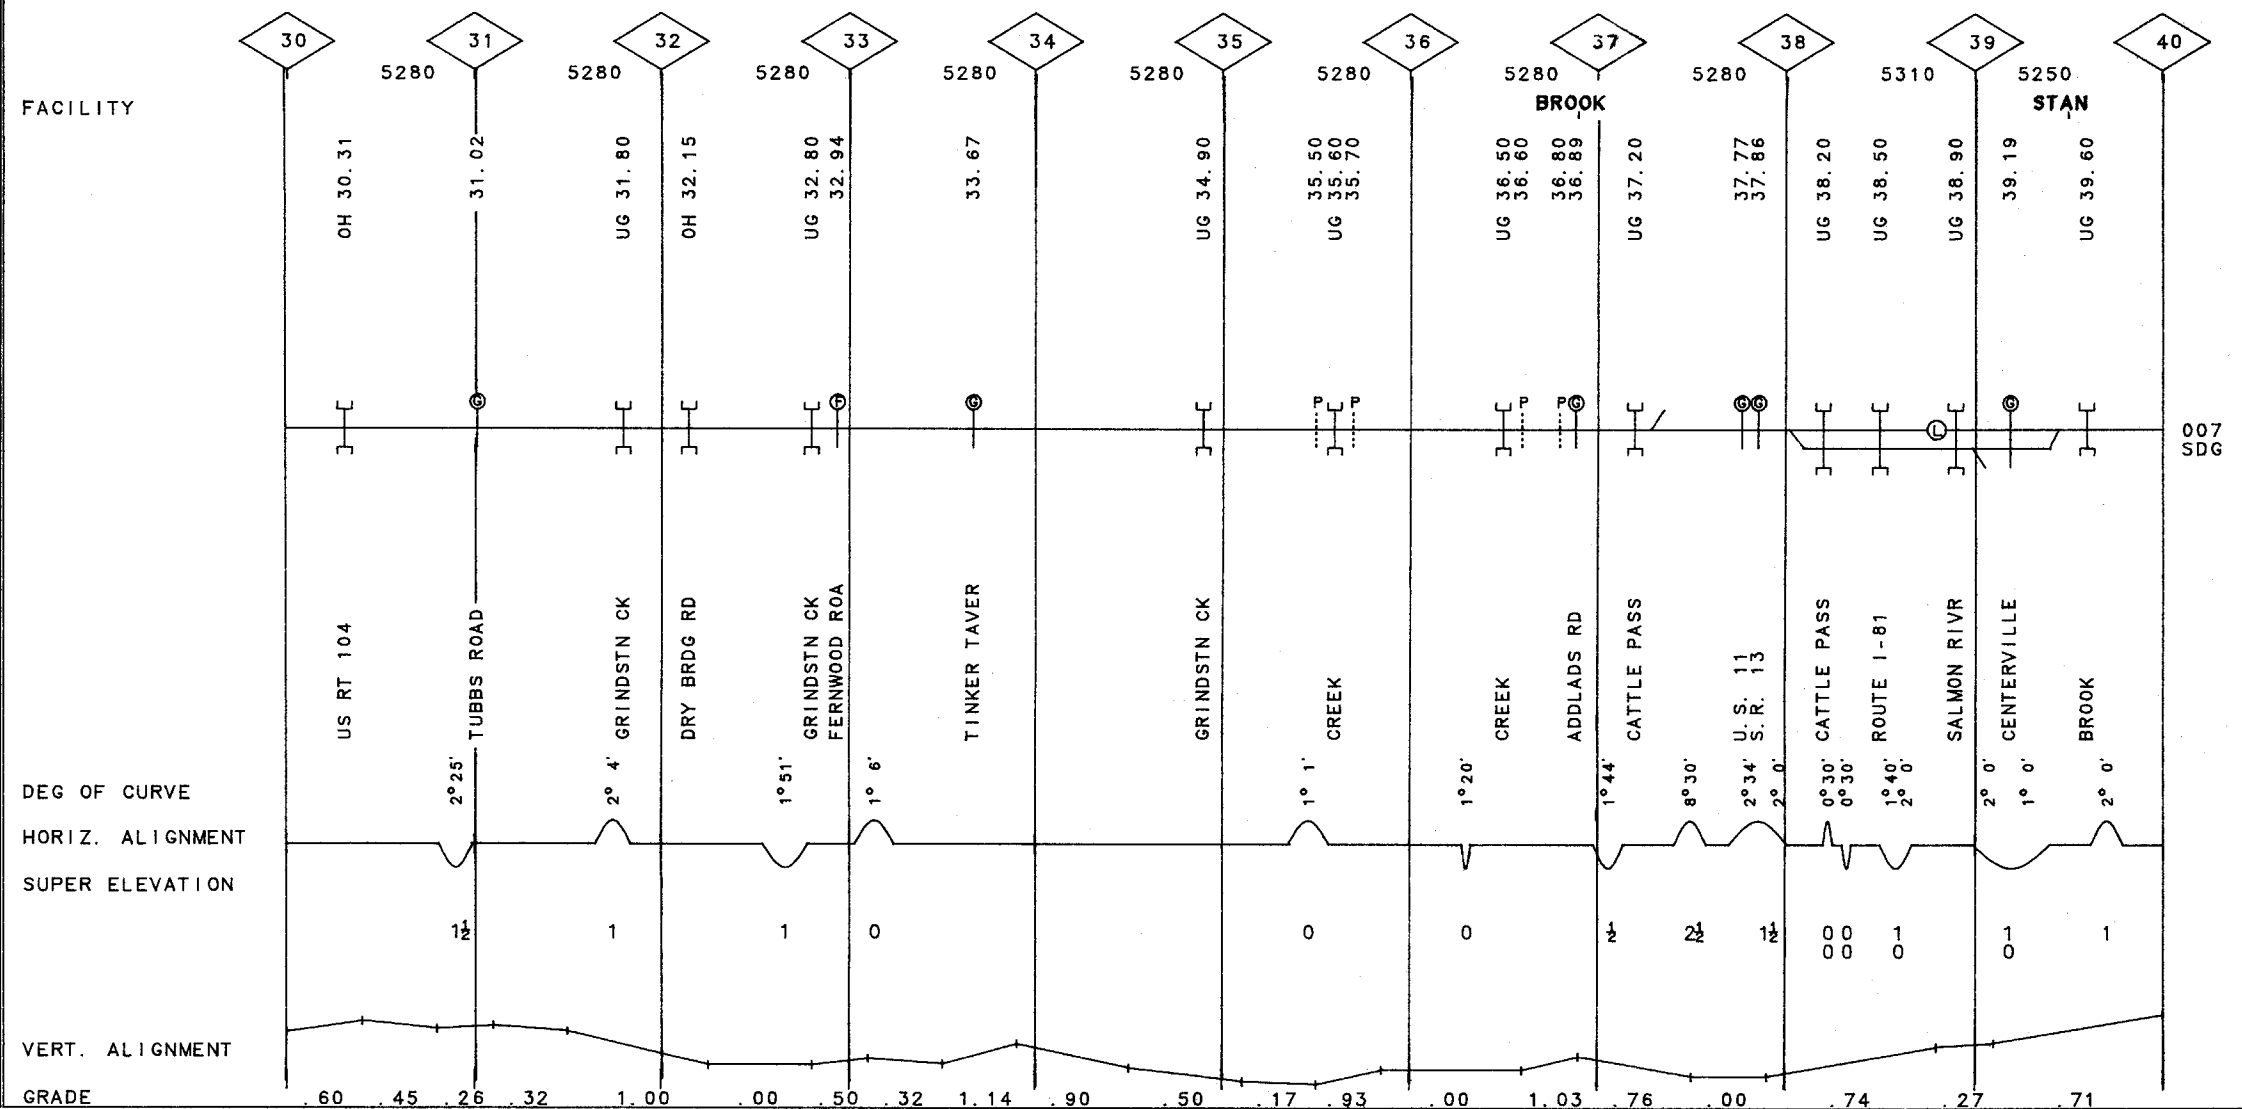 30 31 32 33 34 35 36 37 38 39 40
5280 5280 5280 5280 5280 5280 5280 5280 5310 5250
FACILITY BROOK STAN
OH 30.31
31.02
UG 31.80
OH 32.15
UG 32.80
32.94
33.67
UG 34.90
35.50
UG 35.60
35.70
UG 36.50
36.60
36.80
36.89
UG 37.20
37.77
37.86
UG 38.20
UG 38.50
UG 38.90
39.19
UG 39.60
G F G P P P P G G G G
L
007
SDG
US RT 104
TUBBS ROAD
GRINDSTN CK
DRY BRDG RD
GRINDSTN CK
FERNWOOD ROA
TINKER TAVER
GRINDSTN CK
CREEK
CREEK
ADDLADS RD
CATTLE PASS
U.S. 11
S.R. 13
CATTLE PASS
ROUTE I-81
SALMON RIVR
CENTERVILLE
BROOK
DEG OF CURVE
2°25'
2° 4'
1°51'
1° 6'
1° 1'
1°20'
1°44'
8°30'
2°34'
2° 0'
0°30'
0°30'
1°40'
2° 0'
2° 0'
1° 0'
2° 0'
HORIZ. ALIGNMENT
SUPER ELEVATION
1½ 1 1 0 0 0 ½ 2½ 1½ 0 0 1 1 1
0 0 0 0
VERT. ALIGNMENT
GRADE .60 .45 .26 .32 1.00 .00 .50 .32 1.14 .90 .50 .17 .93 .00 1.03 .76 .00 .74 .27 .71